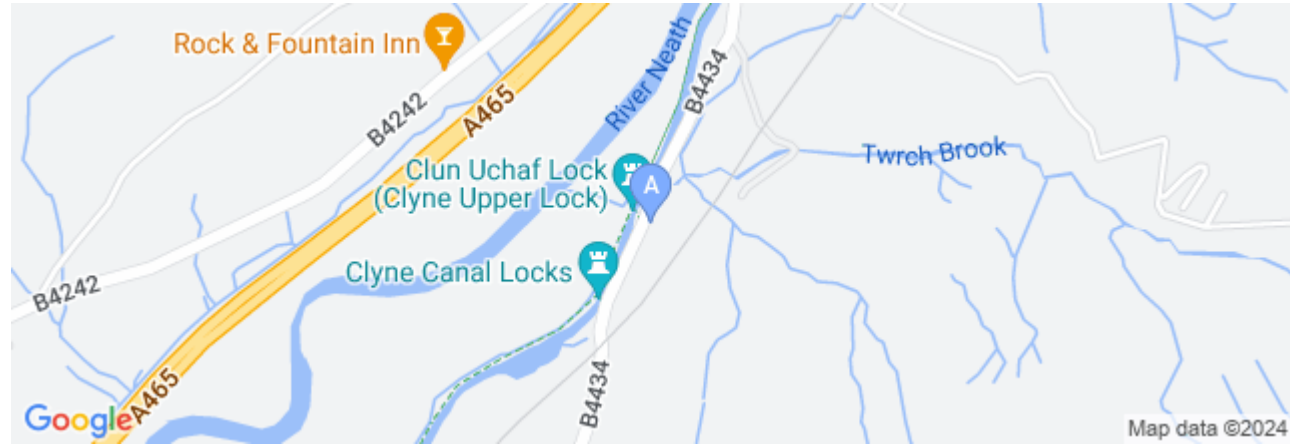 Rock & Fountain Inn
B4242
A465
River Neath
B4434
Twrch Brook
Clun Uchaf Lock
(Clyne Upper Lock)
A
Clyne Canal Locks
B4242
A465
B4434
Google
Map data ©2024